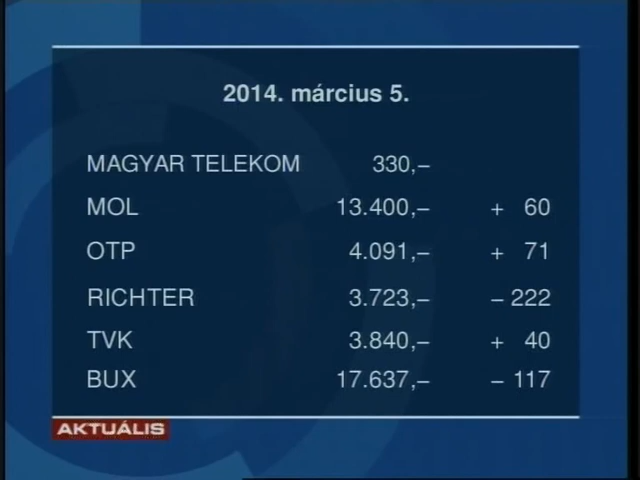 2014. március 5.
MAGYAR TELEKOM 330,–
MOL 13.400,– + 60
OTP 4.091,– + 71
RICHTER 3.723,– – 222
TVK 3.840,– + 40
BUX 17.637,– – 117
AKTUÁLIS